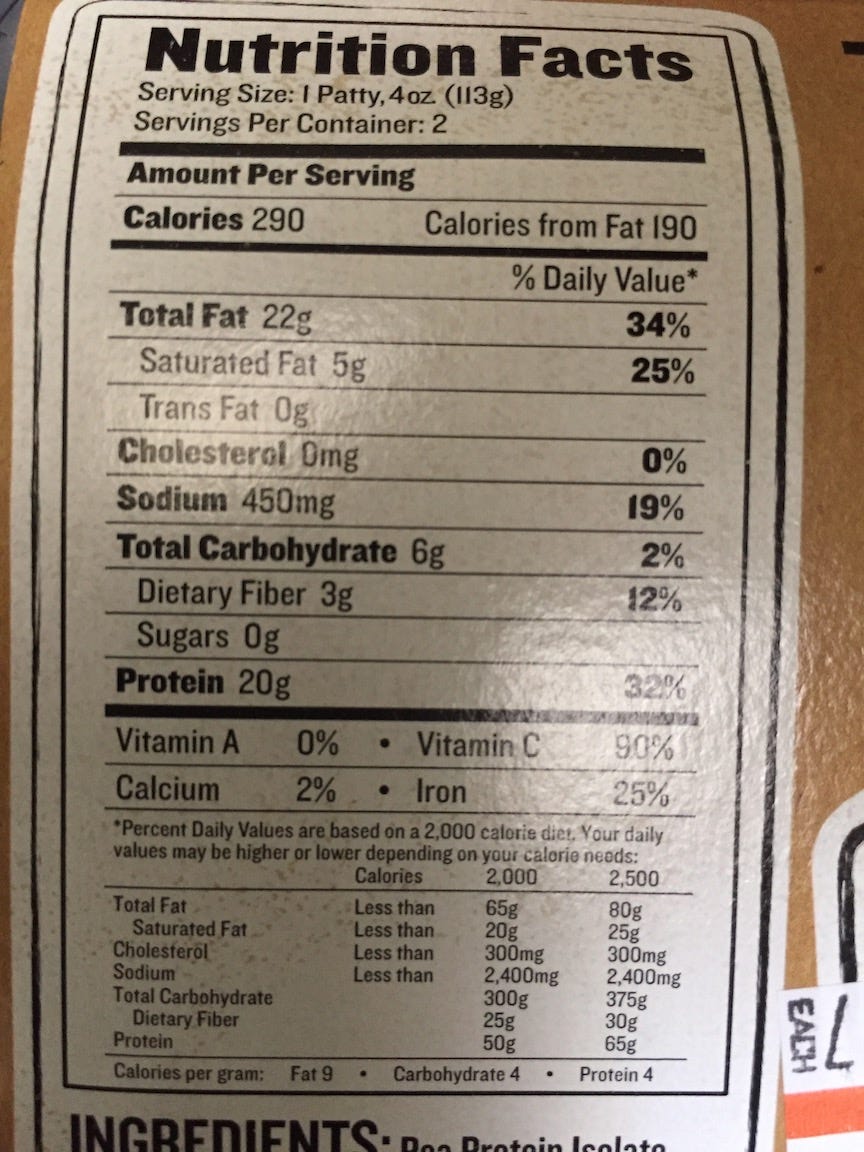 Nutrition Facts
Serving Size: 1 Patty, 4 oz. (113g)
Servings Per Container: 2
Amount Per Serving
Calories 290 Calories from Fat 190
% Daily Value*
Total Fat 22g 34%
Saturated Fat 5g 25%
Trans Fat 0g
Cholesterol 0mg 0%
Sodium 450mg 19%
Total Carbohydrate 6g 2%
Dietary Fiber 3g 12%
Sugars 0g
Protein 20g 32%
Vitamin A 0% • Vitamin C 90%
Calcium 2% • Iron 25%
*Percent Daily Values are based on a 2,000 calorie diet. Your daily
values may be higher or lower depending on your calorie needs:
Calories 2,000 2,500
Total Fat Less than 65g 80g
Saturated Fat Less than 20g 25g
Cholesterol Less than 300mg 300mg
Sodium Less than 2,400mg 2,400mg
Total Carbohydrate 300g 375g
Dietary Fiber 25g 30g
Protein 50g 65g
Calories per gram: Fat 9 • Carbohydrate 4 • Protein 4
INGREDIENTS: Pea Protein Isolate
EACH